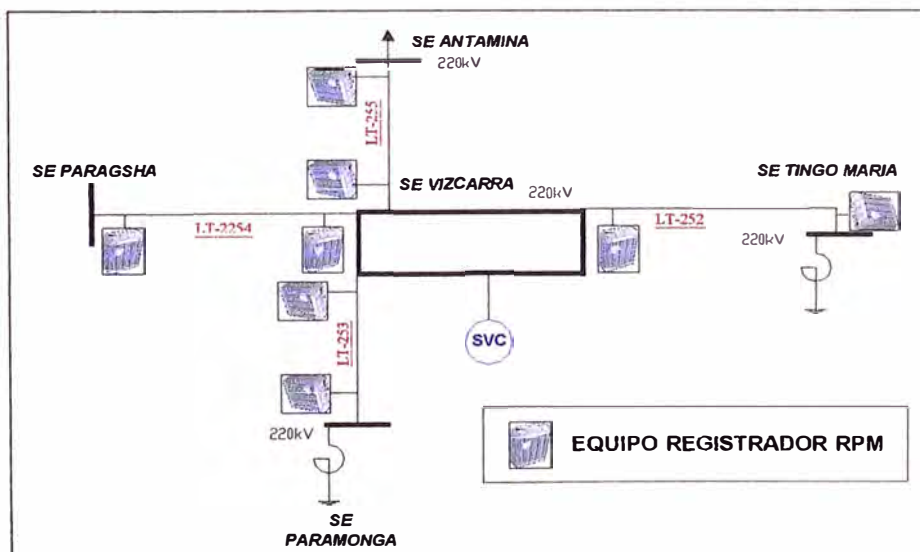 SE ANTAMINA
220kV
LT-255
SE PARAGSHA
SE VIZCARRA
220kV
SE TINGO MARIA
LT-2254
LT-252
220kV
LT-253
SVC
220kV
EQUIPO REGISTRADOR RPM
SE
PARAMONGA